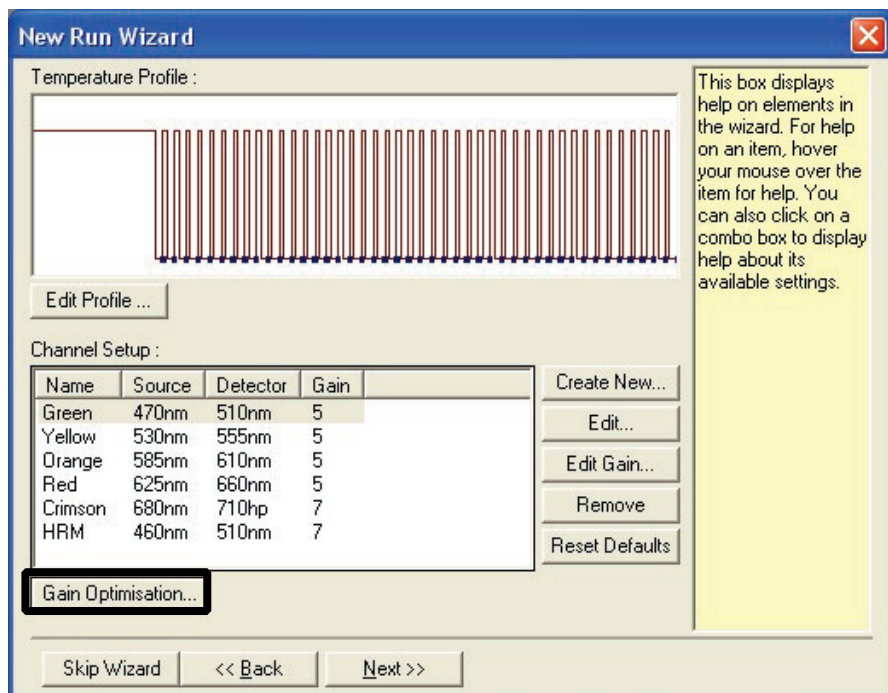 New Run Wizard
Temperature Profile :
This box displays
help on elements in
the wizard. For help
on an item, hover
your mouse over the
item for help. You
can also click on a
combo box to display
help about its
available settings.
Edit Profile ...
Channel Setup :
Name Source Detector Gain
Green 470nm 510nm 5
Yellow 530nm 555nm 5
Orange 585nm 610nm 5
Red 625nm 660nm 5
Crimson 680nm 710hp 7
HRM 460nm 510nm 7
Create New...
Edit...
Edit Gain...
Remove
Reset Defaults
Gain Optimisation...
Skip Wizard << Back Next >>